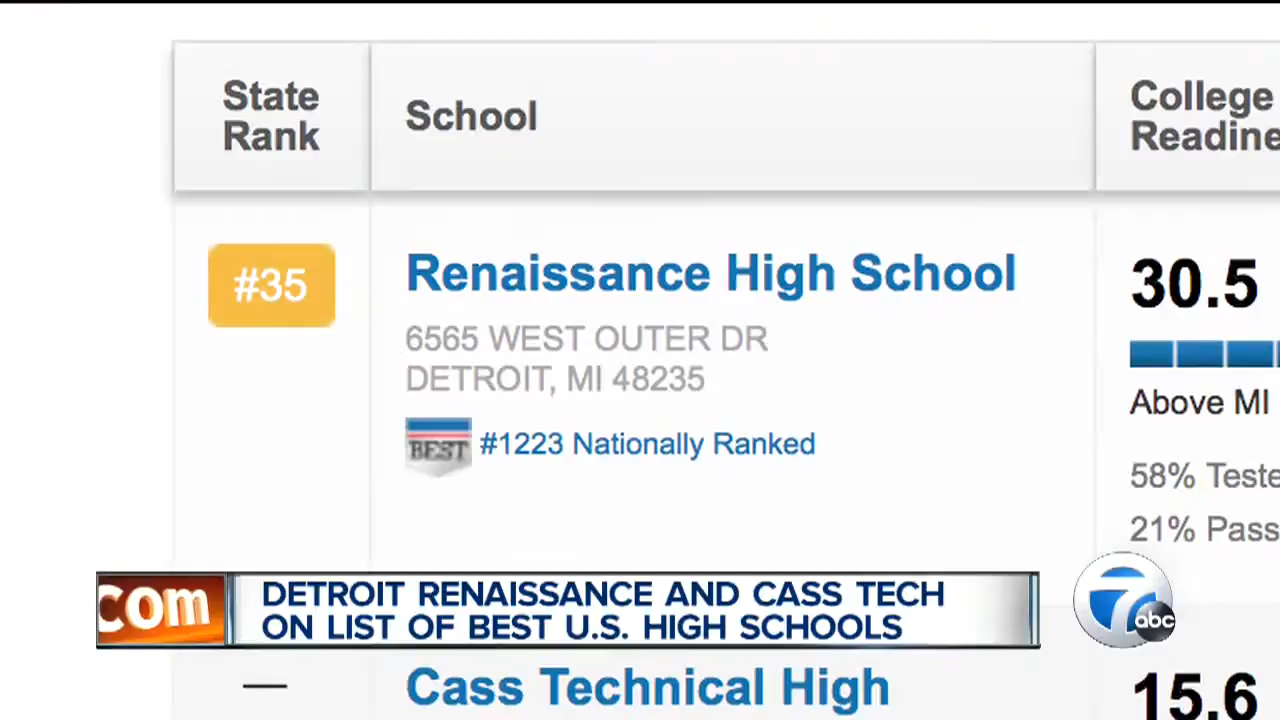 State
Rank
School
College
Readine
#35
Renaissance High School
30.5
6565 WEST OUTER DR
DETROIT, MI 48235
Above MI
BEST
#1223 Nationally Ranked
58% Teste
21% Pass
com
DETROIT RENAISSANCE AND CASS TECH
ON LIST OF BEST U.S. HIGH SCHOOLS
7
abc
—
Cass Technical High
15.6